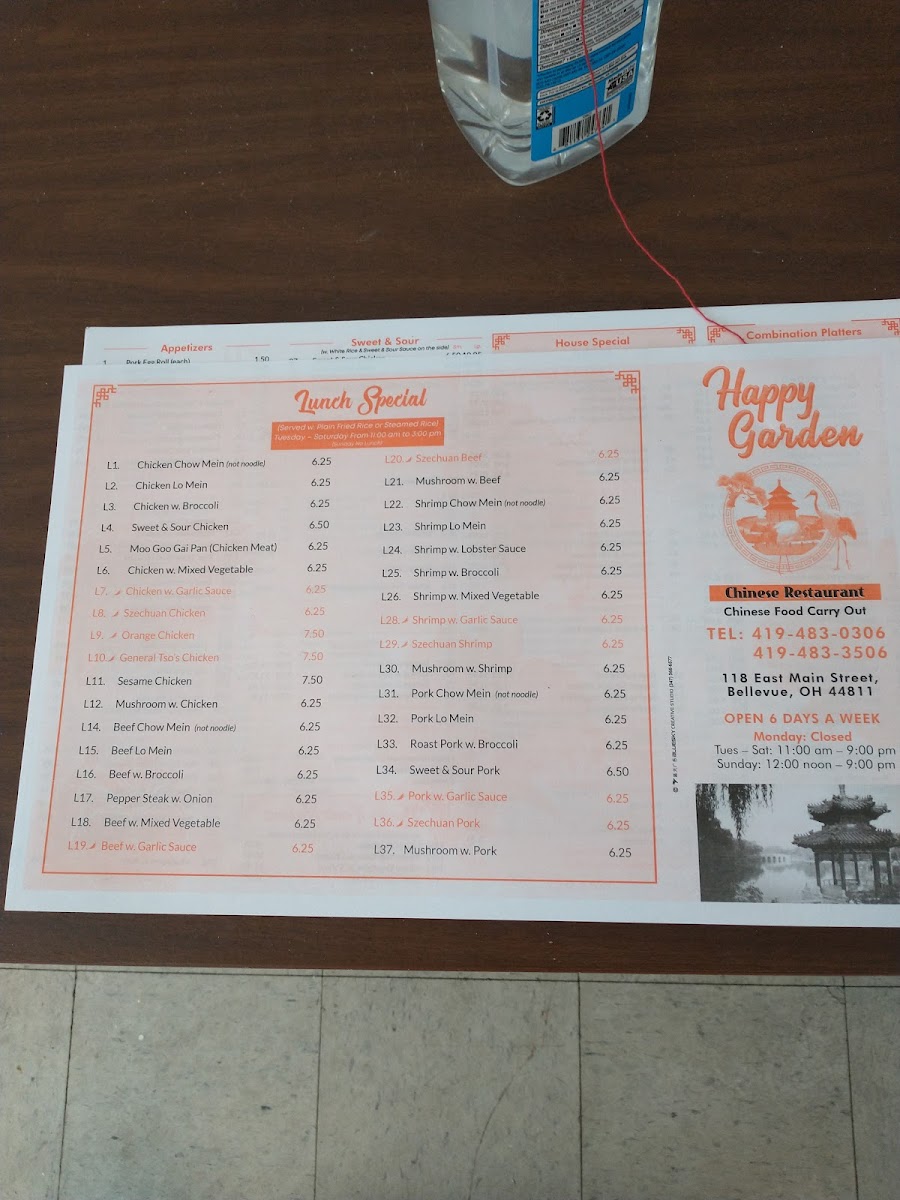 USA
Appetizers
1. Pork Egg Roll (each) 1.50
Sweet & Sour
(w. White Rice & Sweet & Sour Sauce on the side)
House Special
Combination Platters
Lunch Special
(Served w. Plain Fried Rice or Steamed Rice)
Tuesday – Saturday From 11:00 am to 3:00 pm
L1. Chicken Chow Mein (not noodle) 6.25
L2. Chicken Lo Mein 6.25
L3. Chicken w. Broccoli 6.25
L4. Sweet & Sour Chicken 6.50
L5. Moo Goo Gai Pan (Chicken Meat) 6.25
L6. Chicken w. Mixed Vegetable 6.25
L7. Chicken w. Garlic Sauce 6.25
L8. Szechuan Chicken 6.25
L9. Orange Chicken 7.50
L10. General Tso's Chicken 7.50
L11. Sesame Chicken 7.50
L12. Mushroom w. Chicken 6.25
L14. Beef Chow Mein (not noodle) 6.25
L15. Beef Lo Mein 6.25
L16. Beef w. Broccoli 6.25
L17. Pepper Steak w. Onion 6.25
L18. Beef w. Mixed Vegetable 6.25
L19. Beef w. Garlic Sauce 6.25
L20. Szechuan Beef 6.25
L21. Mushroom w. Beef 6.25
L22. Shrimp Chow Mein (not noodle) 6.25
L23. Shrimp Lo Mein 6.25
L24. Shrimp w. Lobster Sauce 6.25
L25. Shrimp w. Broccoli 6.25
L26. Shrimp w. Mixed Vegetable 6.25
L28. Shrimp w. Garlic Sauce 6.25
L29. Szechuan Shrimp 6.25
L30. Mushroom w. Shrimp 6.25
L31. Pork Chow Mein (not noodle) 6.25
L32. Pork Lo Mein 6.25
L33. Roast Pork w. Broccoli 6.25
L34. Sweet & Sour Pork 6.50
L35. Pork w. Garlic Sauce 6.25
L36. Szechuan Pork 6.25
L37. Mushroom w. Pork 6.25
Happy
Garden
Chinese Restaurant
Chinese Food Carry Out
TEL: 419-483-0306
419-483-3506
118 East Main Street,
Bellevue, OH 44811
OPEN 6 DAYS A WEEK
Monday: Closed
Tues – Sat: 11:00 am – 9:00 pm
Sunday: 12:00 noon – 9:00 pm